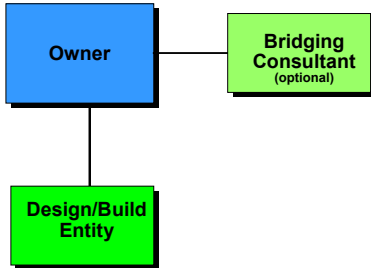 Owner
Bridging
Consultant
(optional)
Design/Build
Entity